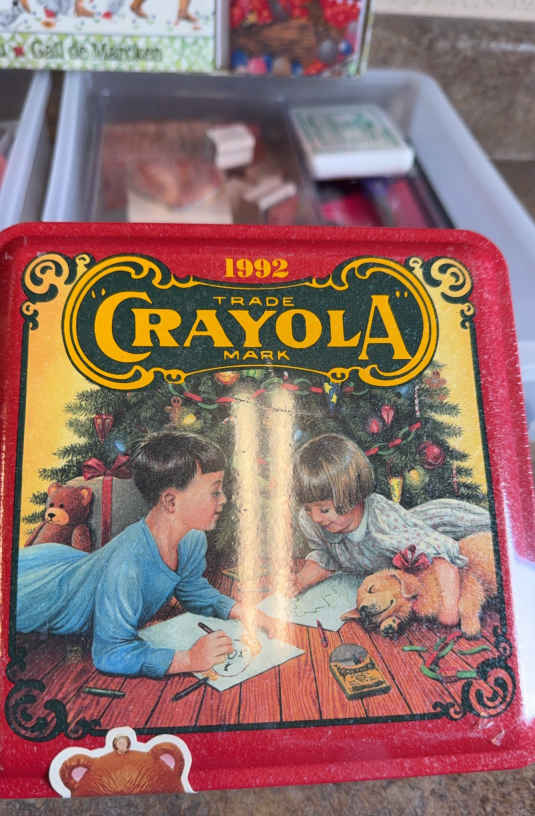 Gail de Marcken
1992
TRADE
"CRAYOLA"
MARK